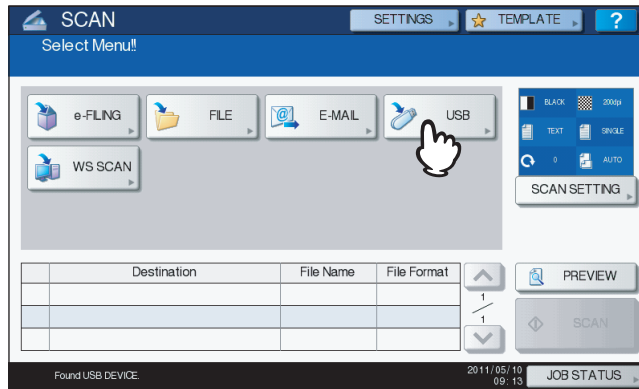 SCAN
SETTINGS
TEMPLATE
?
Select Menu!!
e-FILING
FILE
E-MAIL
USB
WS SCAN
BLACK
200dpi
TEXT
SINGLE
0
AUTO
SCAN SETTING
Destination
File Name
File Format
1
1
PREVIEW
SCAN
Found USB DEVICE.
2011/05/10
09:13
JOB STATUS